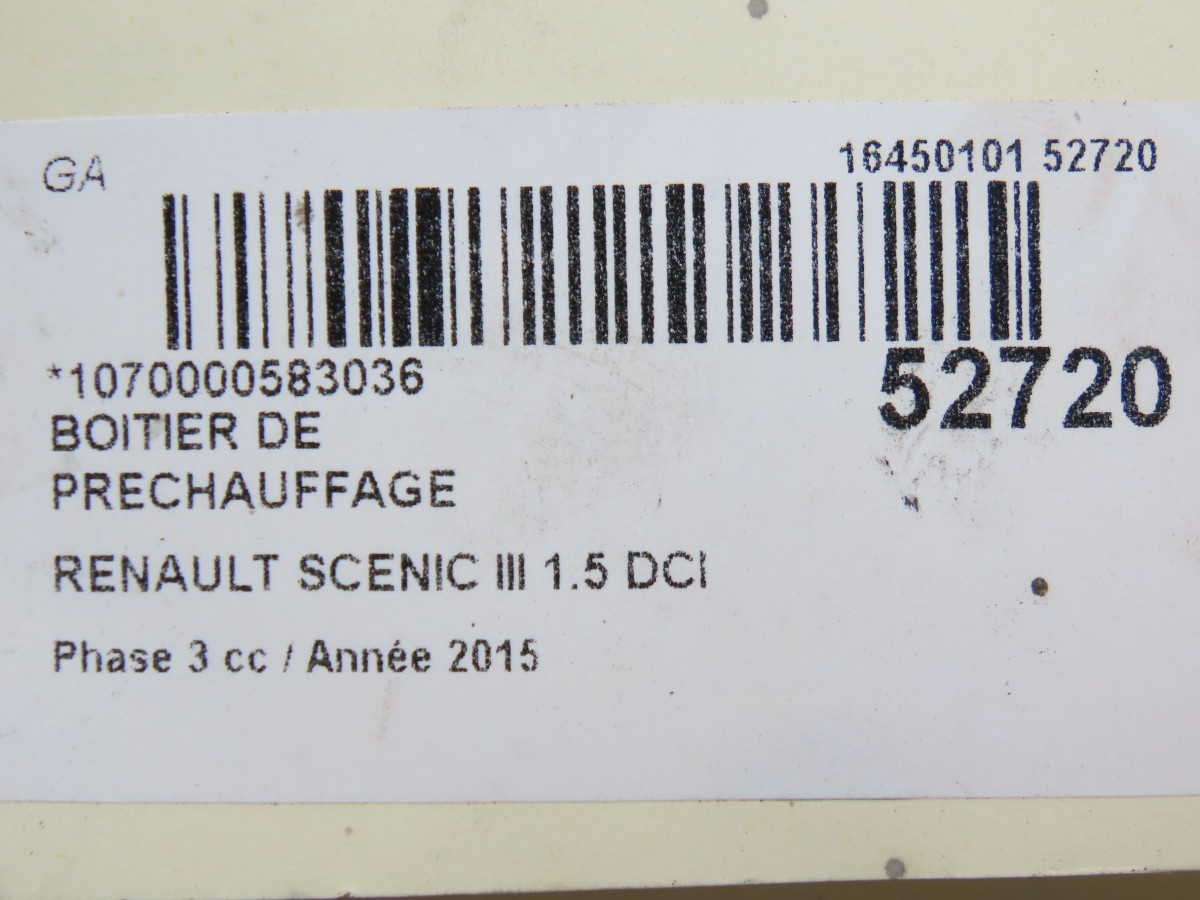 GA
16450101 52720
*1070000583036
52720
BOITIER DE
PRECHAUFFAGE
RENAULT SCENIC III 1.5 DCI
Phase 3 cc / Année 2015